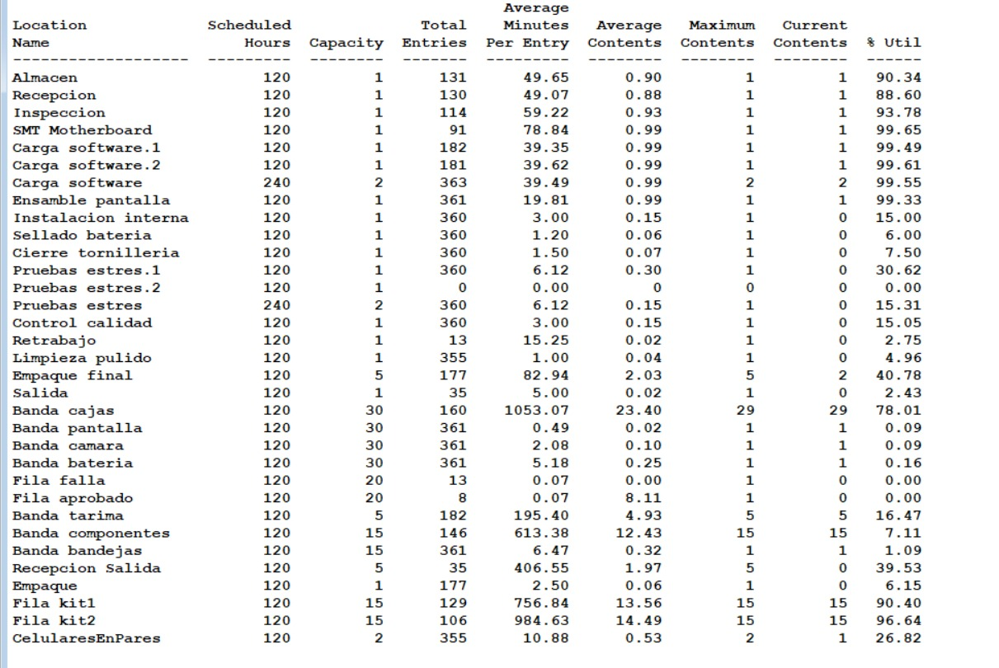 Average
Location              Scheduled              Total  Minutes    Average   Maximum   Current
Name                      Hours  Capacity  Entries  Per Entry  Contents  Contents  Contents  % Util
-------------------   ---------  --------  -------  ---------  --------  --------  --------  ------
Almacen                     120         1      131      49.65      0.90         1         1   90.34
Recepcion                   120         1      130      49.07      0.88         1         1   88.60
Inspeccion                  120         1      114      59.22      0.93         1         1   93.78
SMT Motherboard             120         1       91      78.84      0.99         1         1   99.65
Carga software.1            120         1      182      39.35      0.99         1         1   99.49
Carga software.2            120         1      181      39.62      0.99         1         1   99.61
Carga software              240         2      363      39.49      0.99         2         2   99.55
Ensamble pantalla           120         1      361      19.81      0.99         1         1   99.33
Instalacion interna         120         1      360       3.00      0.15         1         0   15.00
Sellado bateria             120         1      360       1.20      0.06         1         0    6.00
Cierre tornilleria          120         1      360       1.50      0.07         1         0    7.50
Pruebas estres.1            120         1      360       6.12      0.30         1         0   30.62
Pruebas estres.2            120         1        0       0.00         0         0         0    0.00
Pruebas estres              240         2      360       6.12      0.15         1         0   15.31
Control calidad             120         1      360       3.00      0.15         1         0   15.05
Retrabajo                   120         1       13      15.25      0.02         1         0    2.75
Limpieza pulido             120         1      355       1.00      0.04         1         0    4.96
Empaque final               120         5      177      82.94      2.03         5         2   40.78
Salida                      120         1       35       5.00      0.02         1         0    2.43
Banda cajas                 120        30      160    1053.07     23.40        29        29   78.01
Banda pantalla              120        30      361       0.49      0.02         1         1    0.09
Banda camara                120        30      361       2.08      0.10         1         1    0.09
Banda bateria               120        30      361       5.18      0.25         1         1    0.16
Fila falla                  120        20       13       0.07      0.00         1         0    0.00
Fila aprobado               120        20        8       0.07      8.11         1         0    0.00
Banda tarima                120         5      182     195.40      4.93         5         5   16.47
Banda componentes           120        15      146     613.38     12.43        15        15    7.11
Banda bandejas              120        15      361       6.47      0.32         1         1    1.09
Recepcion Salida            120         5       35     406.55      1.97         5         0   39.53
Empaque                     120         1      177       2.50      0.06         1         0    6.15
Fila kit1                   120        15      129     756.84     13.56        15        15   90.40
Fila kit2                   120        15      106     984.63     14.49        15        15   96.64
CelularesEnPares            120         2      355      10.88      0.53         2         1   26.82